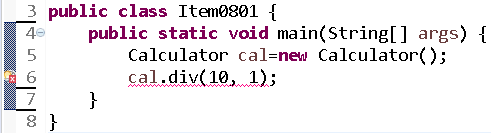 3 public class Item0801 {
4     public static void main(String[] args) {
5         Calculator cal=new Calculator();
6         cal.div(10, 1);
7     }
8 }